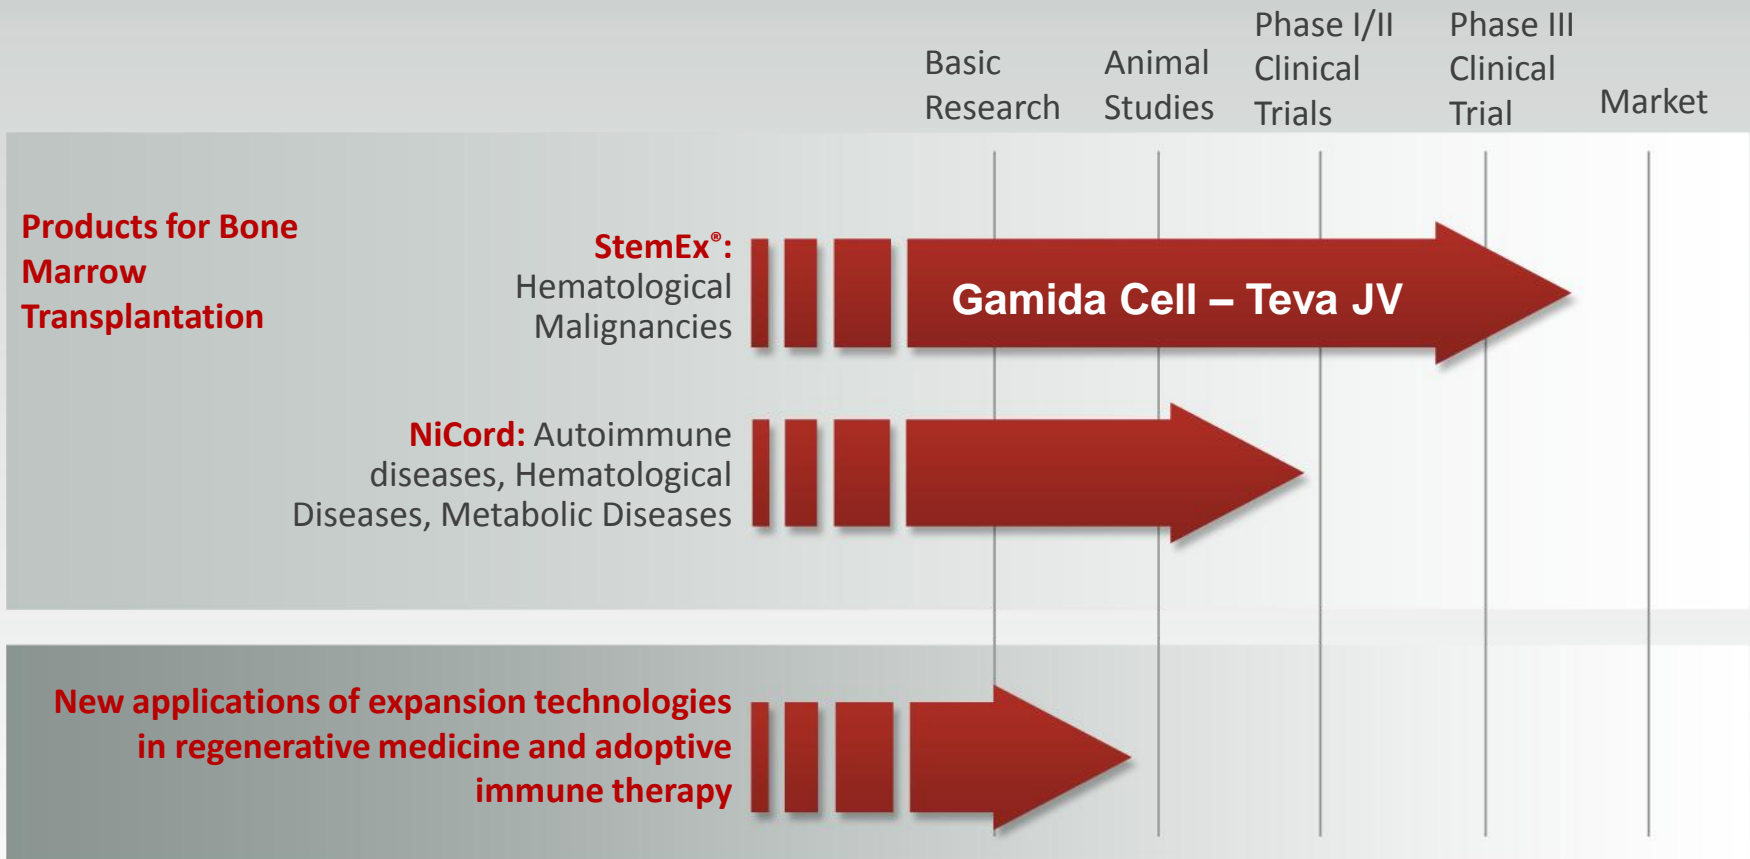 Basic
Research
Animal
Studies
Phase I/II
Clinical
Trials
Phase III
Clinical
Trial
Market
Products for Bone
Marrow
Transplantation
StemEx®:
Hematological
Malignancies
Gamida Cell – Teva JV
NiCord: Autoimmune
diseases, Hematological
Diseases, Metabolic Diseases
New applications of expansion technologies
in regenerative medicine and adoptive
immune therapy